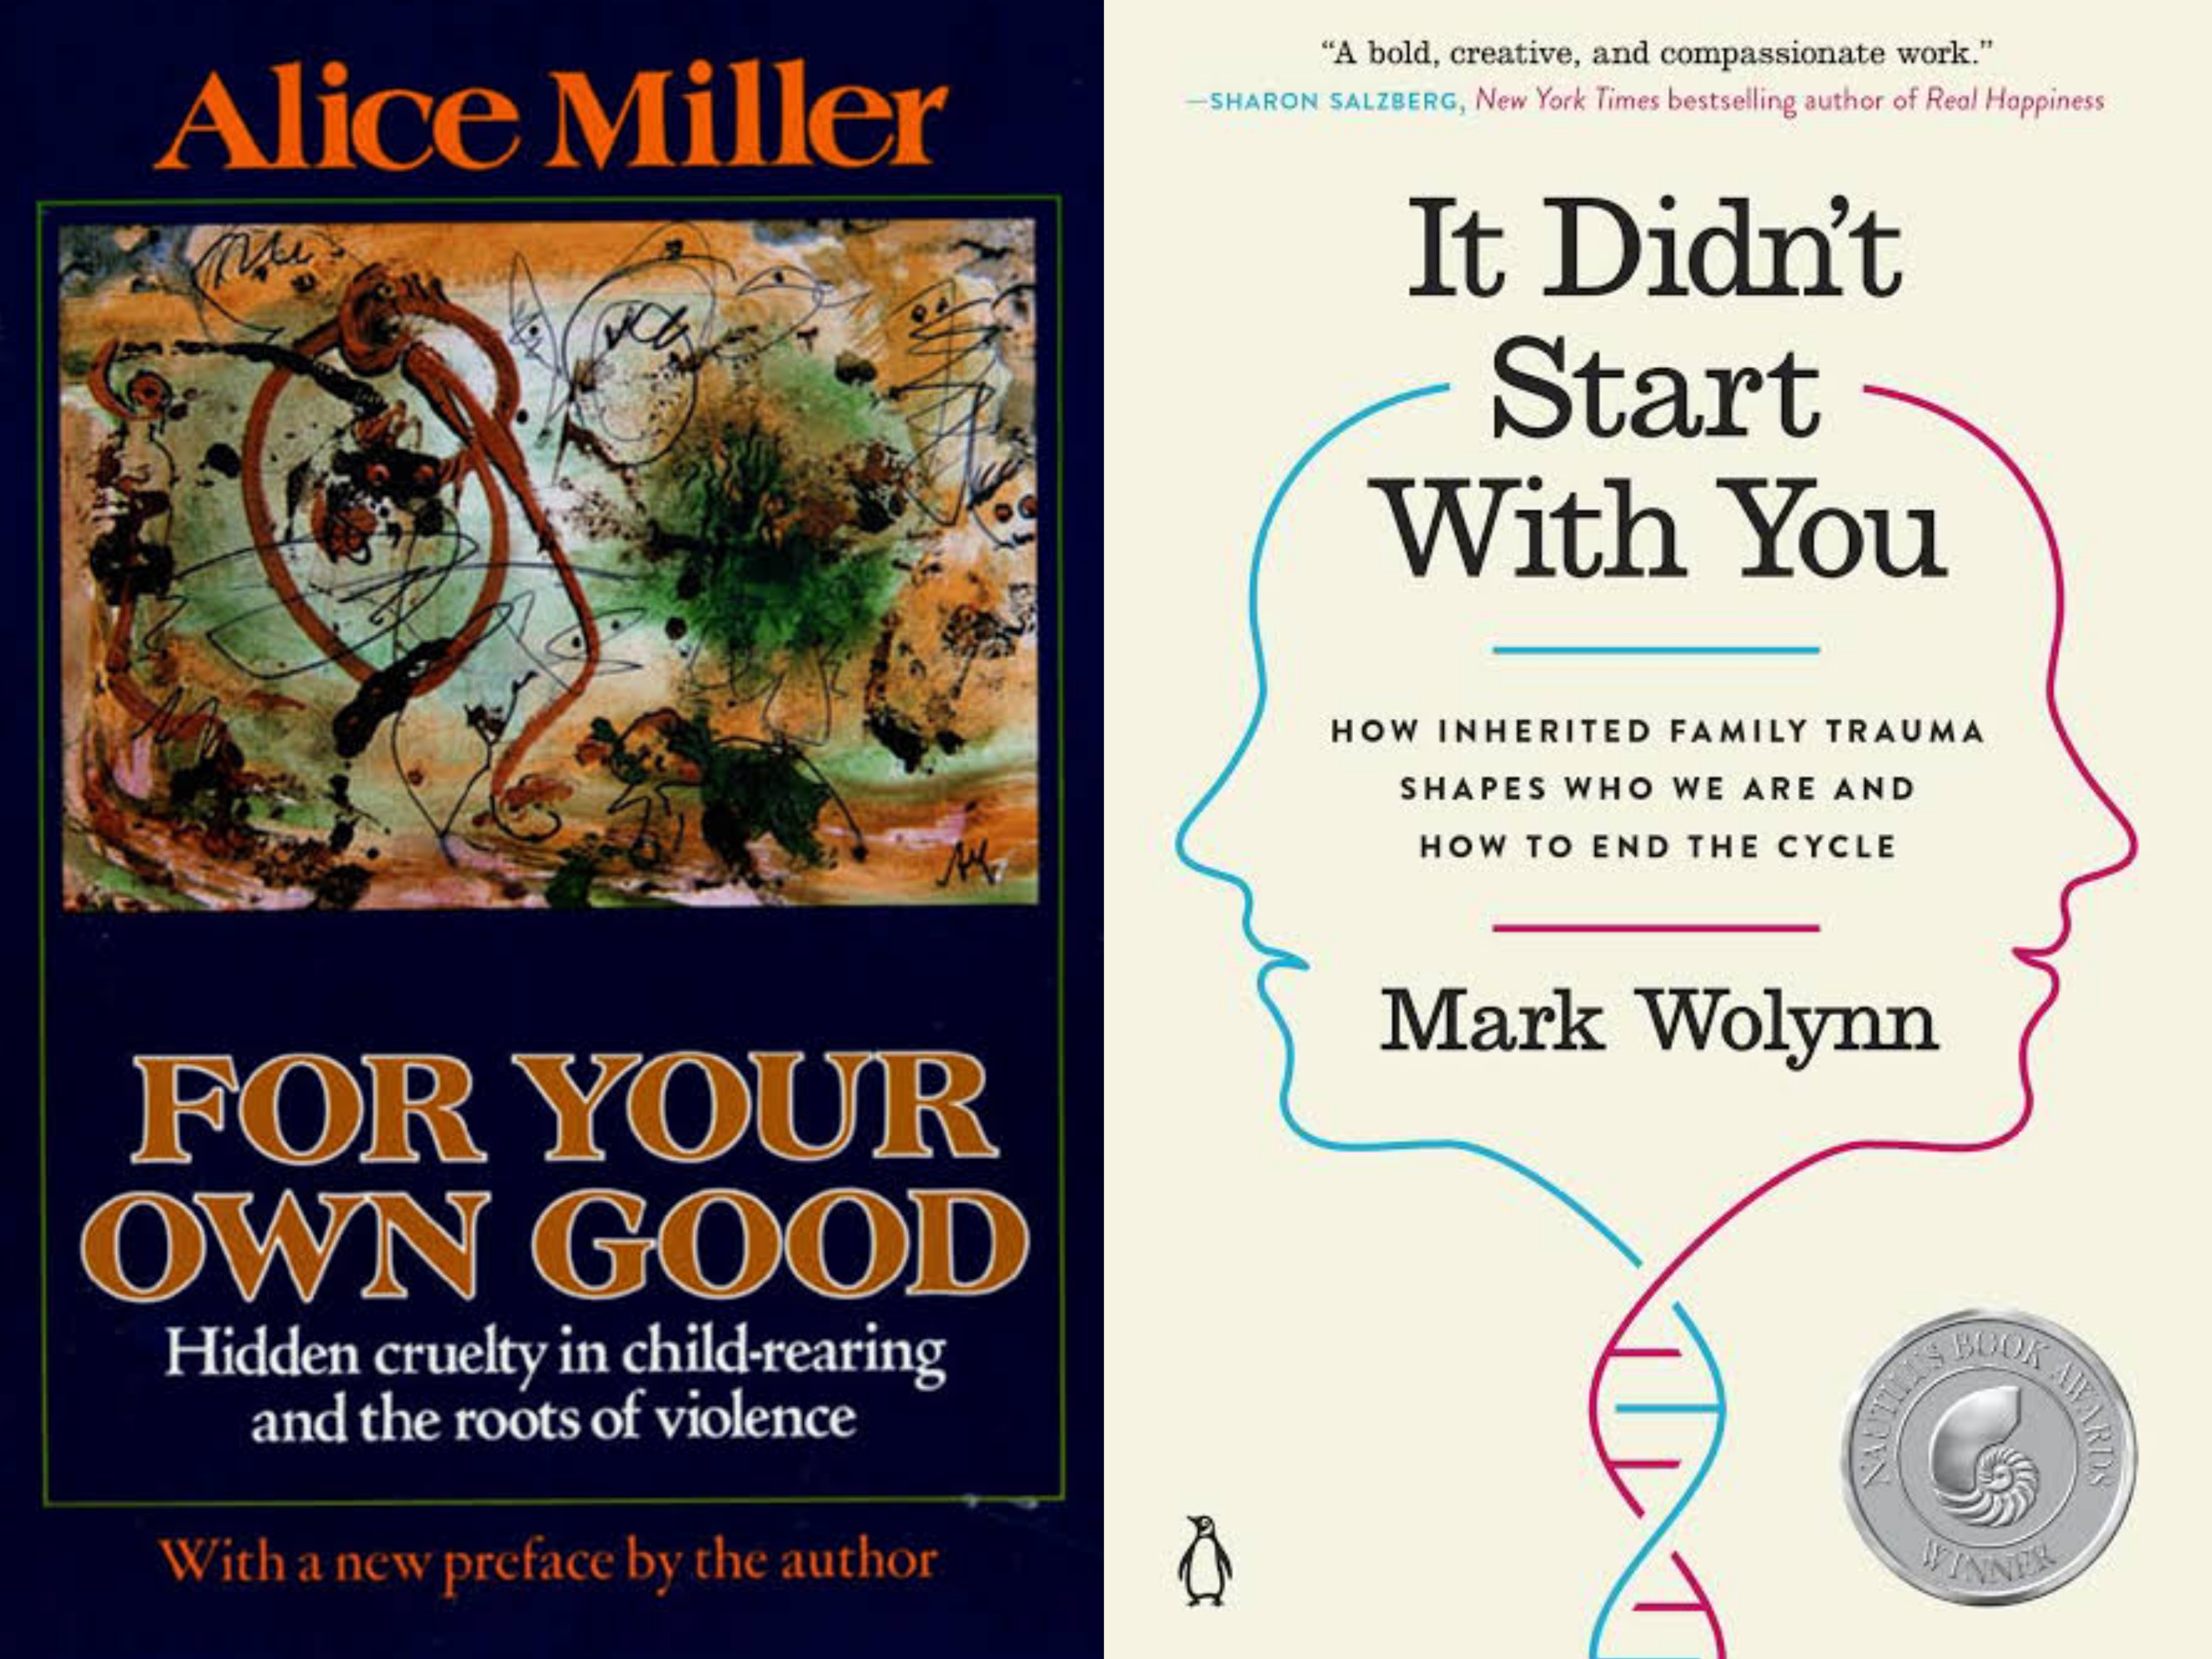 Alice Miller
FOR YOUR
OWN GOOD
Hidden cruelty in child-rearing
and the roots of violence
With a new preface by the author
“A bold, creative, and compassionate work.”
—SHARON SALZBERG, New York Times bestselling author of Real Happiness
It Didn’t
Start
With You
HOW INHERITED FAMILY TRAUMA
SHAPES WHO WE ARE AND
HOW TO END THE CYCLE
Mark Wolynn
NAUTILUS BOOK AWARDS
WINNER